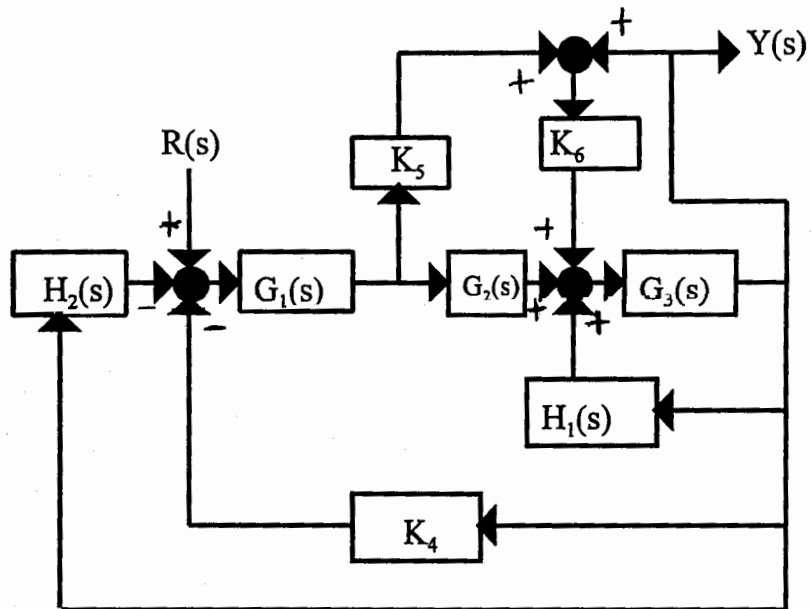 +
+
Y(s)
R(s)
K₅
K₆
+
+
H₂(s)
G₁(s)
G₂(s)
G₃(s)
−
−
+
+
H₁(s)
K₄